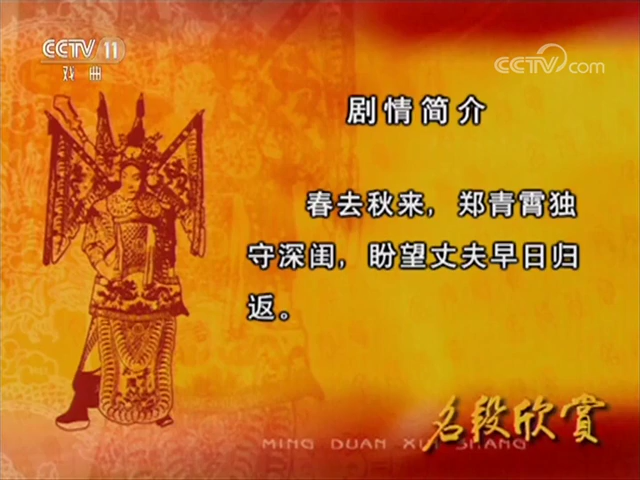 CCTV 11
戏曲
CCTV.com
剧情简介
春去秋来，郑青霄独
守深闺，盼望丈夫早日归
返。
名段欣赏
MING DUAN XIN SHANG